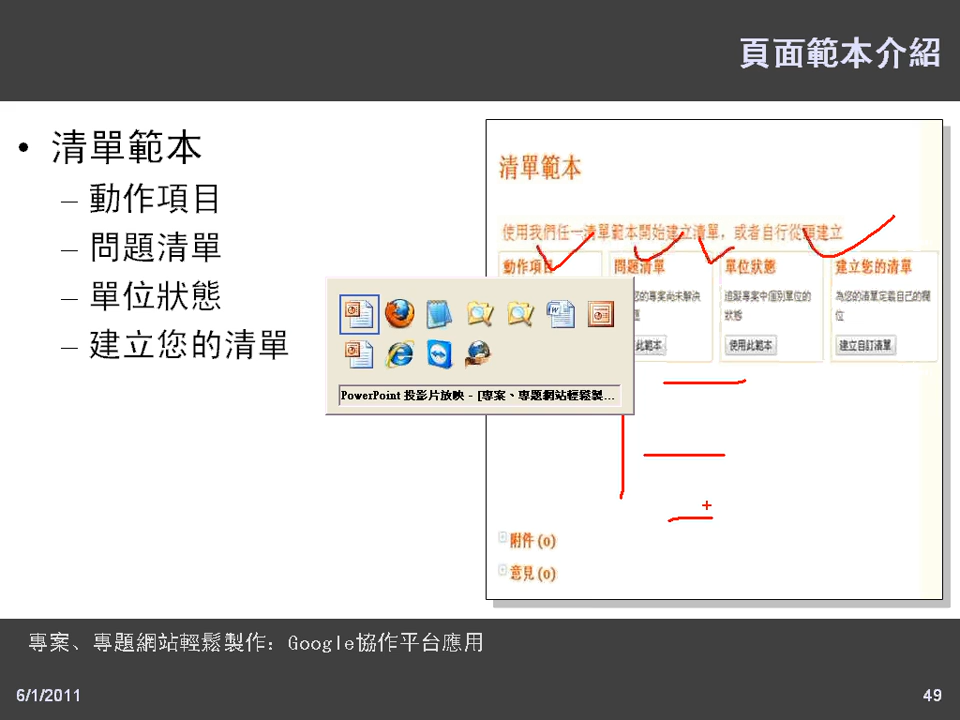 頁面範本介紹
• 清單範本
– 動作項目
– 問題清單
– 單位狀態
– 建立您的清單
清單範本
使用我們任一清單範本開始建立清單，或者自行從頭建立
動作項目
問題清單
您的專案尚未解決
題
此範本
單位狀態
追蹤專案中個別單位的
狀態
使用此範本
建立您的清單
為您的清單定義自己的欄
位
建立自訂清單
PowerPoint 投影片放映 - [專案、專題網站輕鬆製...
附件 (0)
意見 (0)
專案、專題網站輕鬆製作：Google協作平台應用
6/1/2011
49